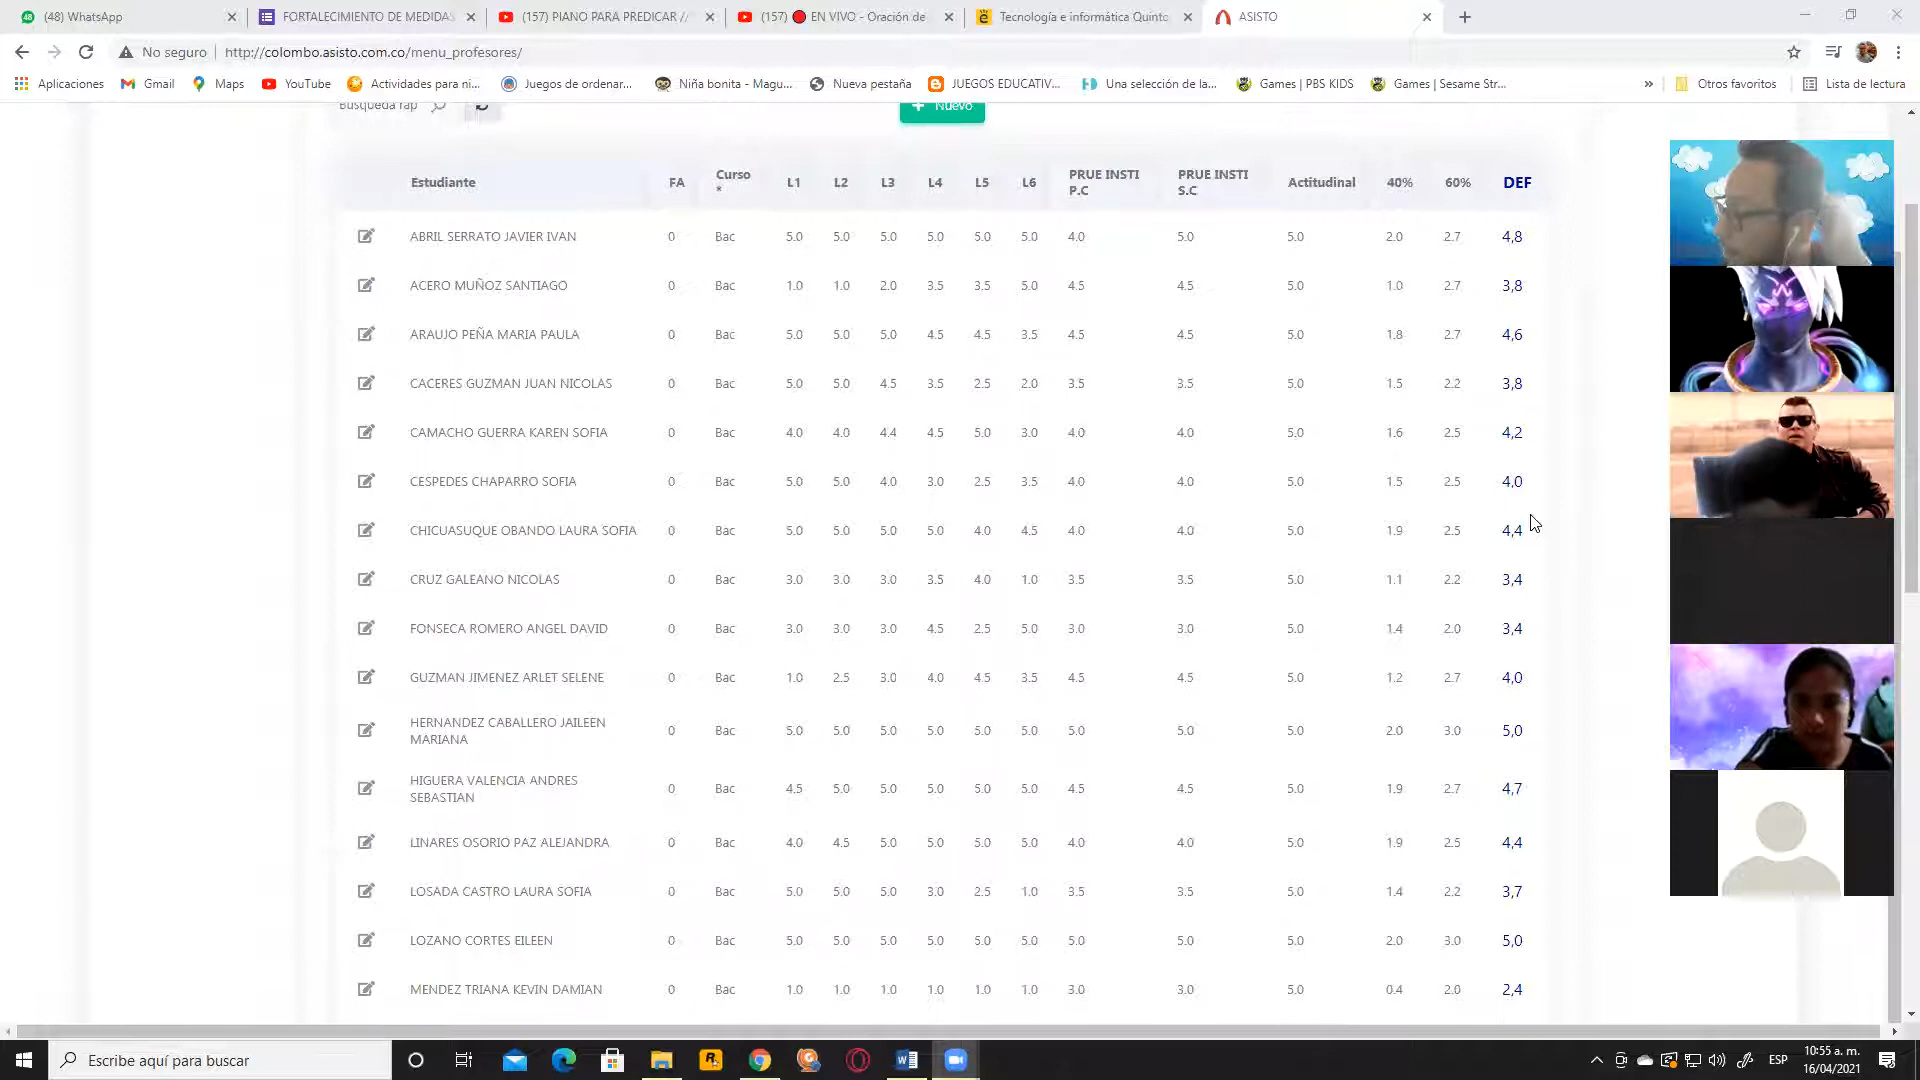 (48) WhatsApp
FORTALECIMIENTO DE MEDIDAS
(157) PIANO PARA PREDICAR //
(157) 🔴 EN VIVO - Oración de
Tecnología e informática Quinto
ASISTO
No seguro
http://colombo.asisto.com.co/menu_profesores/
Aplicaciones
Gmail
Maps
YouTube
Actividades para ni...
Juegos de ordenar...
Niña bonita - Magu...
Nueva pestaña
JUEGOS EDUCATIV...
Una selección de la...
Games | PBS KIDS
Games | Sesame Str...
»
Otros favoritos
Lista de lectura
Búsqueda ráp
+ Nuevo
Estudiante FA Curso * L1 L2 L3 L4 L5 L6 PRUE INSTI P.C PRUE INSTI S.C Actitudinal 40% 60% DEF
ABRIL SERRATO JAVIER IVAN 0 Bac 5.0 5.0 5.0 5.0 5.0 5.0 4.0 5.0 5.0 2.0 2.7 4,8
ACERO MUÑOZ SANTIAGO 0 Bac 1.0 1.0 2.0 3.5 3.5 5.0 4.5 4.5 5.0 1.0 2.7 3,8
ARAUJO PEÑA MARIA PAULA 0 Bac 5.0 5.0 5.0 4.5 4.5 3.5 4.5 4.5 5.0 1.8 2.7 4,6
CACERES GUZMAN JUAN NICOLAS 0 Bac 5.0 5.0 4.5 3.5 2.5 2.0 3.5 3.5 5.0 1.5 2.2 3,8
CAMACHO GUERRA KAREN SOFIA 0 Bac 4.0 4.0 4.4 4.5 5.0 3.0 4.0 4.0 5.0 1.6 2.5 4,2
CESPEDES CHAPARRO SOFIA 0 Bac 5.0 5.0 4.0 3.0 2.5 3.5 4.0 4.0 5.0 1.5 2.5 4,0
CHICUASUQUE OBANDO LAURA SOFIA 0 Bac 5.0 5.0 5.0 5.0 4.0 4.5 4.0 4.0 5.0 1.9 2.5 4,4
CRUZ GALEANO NICOLAS 0 Bac 3.0 3.0 3.0 3.5 4.0 1.0 3.5 3.5 5.0 1.1 2.2 3,4
FONSECA ROMERO ANGEL DAVID 0 Bac 3.0 3.0 3.0 4.5 2.5 5.0 3.0 3.0 5.0 1.4 2.0 3,4
GUZMAN JIMENEZ ARLET SELENE 0 Bac 1.0 2.5 3.0 4.0 4.5 3.5 4.5 4.5 5.0 1.2 2.7 4,0
HERNANDEZ CABALLERO JAILEEN
MARIANA 0 Bac 5.0 5.0 5.0 5.0 5.0 5.0 5.0 5.0 5.0 2.0 3.0 5,0
HIGUERA VALENCIA ANDRES
SEBASTIAN 0 Bac 4.5 5.0 5.0 5.0 5.0 5.0 4.5 4.5 5.0 1.9 2.7 4,7
LINARES OSORIO PAZ ALEJANDRA 0 Bac 4.0 4.5 5.0 5.0 5.0 5.0 4.0 4.0 5.0 1.9 2.5 4,4
LOSADA CASTRO LAURA SOFIA 0 Bac 5.0 5.0 5.0 3.0 2.5 1.0 3.5 3.5 5.0 1.4 2.2 3,7
LOZANO CORTES EILEEN 0 Bac 5.0 5.0 5.0 5.0 5.0 5.0 5.0 5.0 5.0 2.0 3.0 5,0
MENDEZ TRIANA KEVIN DAMIAN 0 Bac 1.0 1.0 1.0 1.0 1.0 1.0 3.0 3.0 5.0 0.4 2.0 2,4
Escribe aquí para buscar
ESP
10:55 a. m.
16/04/2021